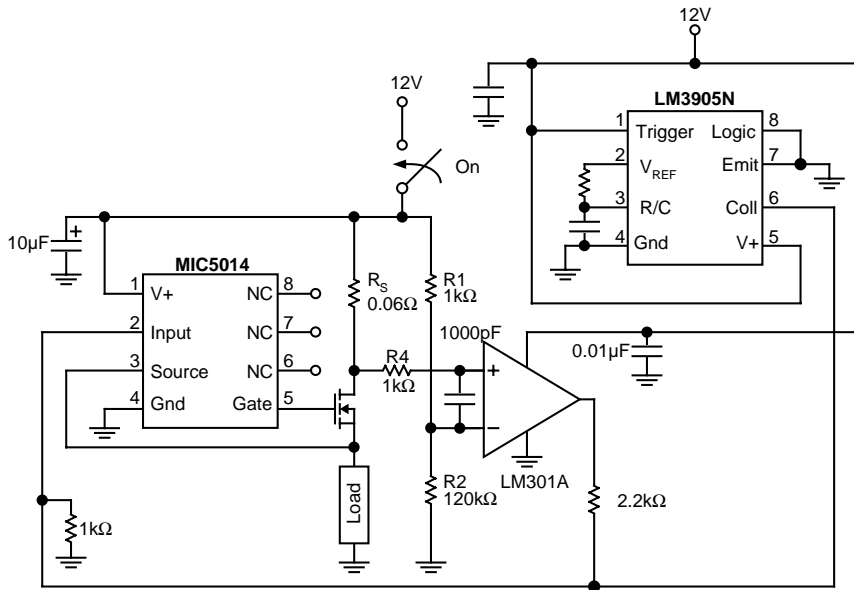 12V
LM3905N
1 Trigger Logic 8
2 VREF Emit 7
3 R/C Coll 6
4 Gnd V+ 5
12V
On
10µF +
MIC5014
1 V+ NC 8
2 Input NC 7
3 Source NC 6
4 Gnd Gate 5
RS
0.06Ω
R1
1kΩ
1000pF
R4
1kΩ
+
−
0.01µF
LM301A
R2
120kΩ
2.2kΩ
Load
1kΩ